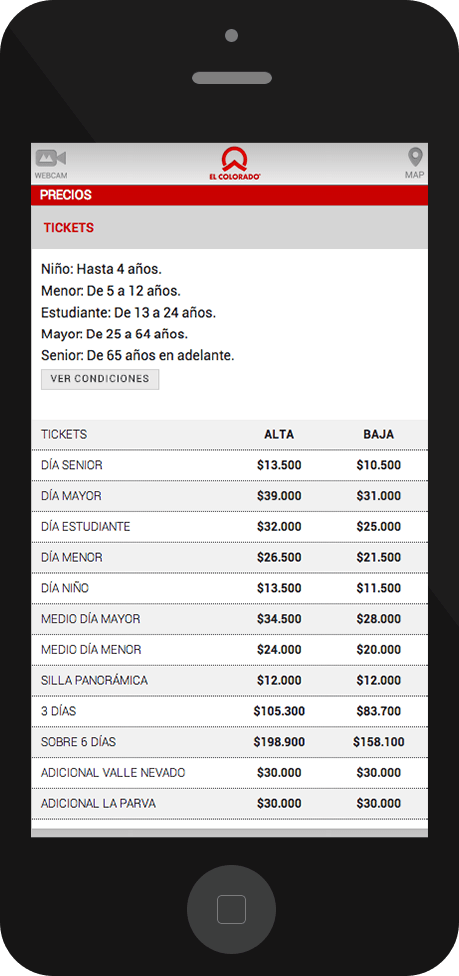 WEBCAM
EL COLORADO
MAP
PRECIOS
TICKETS
Niño: Hasta 4 años.
Menor: De 5 a 12 años.
Estudiante: De 13 a 24 años.
Mayor: De 25 a 64 años.
Senior: De 65 años en adelante.
VER CONDICIONES
TICKETS ALTA BAJA
DÍA SENIOR $13.500 $10.500
DÍA MAYOR $39.000 $31.000
DÍA ESTUDIANTE $32.000 $25.000
DÍA MENOR $26.500 $21.500
DÍA NIÑO $13.500 $11.500
MEDIO DÍA MAYOR $34.500 $28.000
MEDIO DÍA MENOR $24.000 $20.000
SILLA PANORÁMICA $12.000 $12.000
3 DÍAS $105.300 $83.700
SOBRE 6 DÍAS $198.900 $158.100
ADICIONAL VALLE NEVADO $30.000 $30.000
ADICIONAL LA PARVA $30.000 $30.000